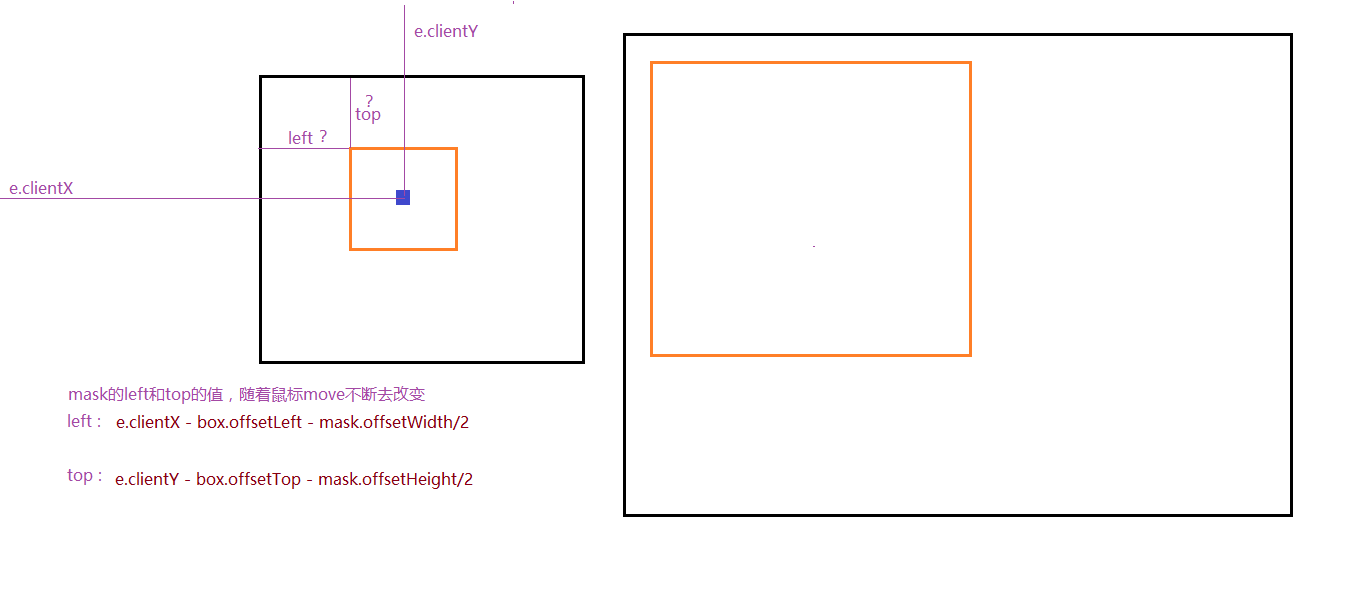 e.clientY
?
top
left ?
e.clientX
mask的left和top的值，随着鼠标move不断去改变
left： e.clientX - box.offsetLeft - mask.offsetWidth/2
top： e.clientY - box.offsetTop - mask.offsetHeight/2